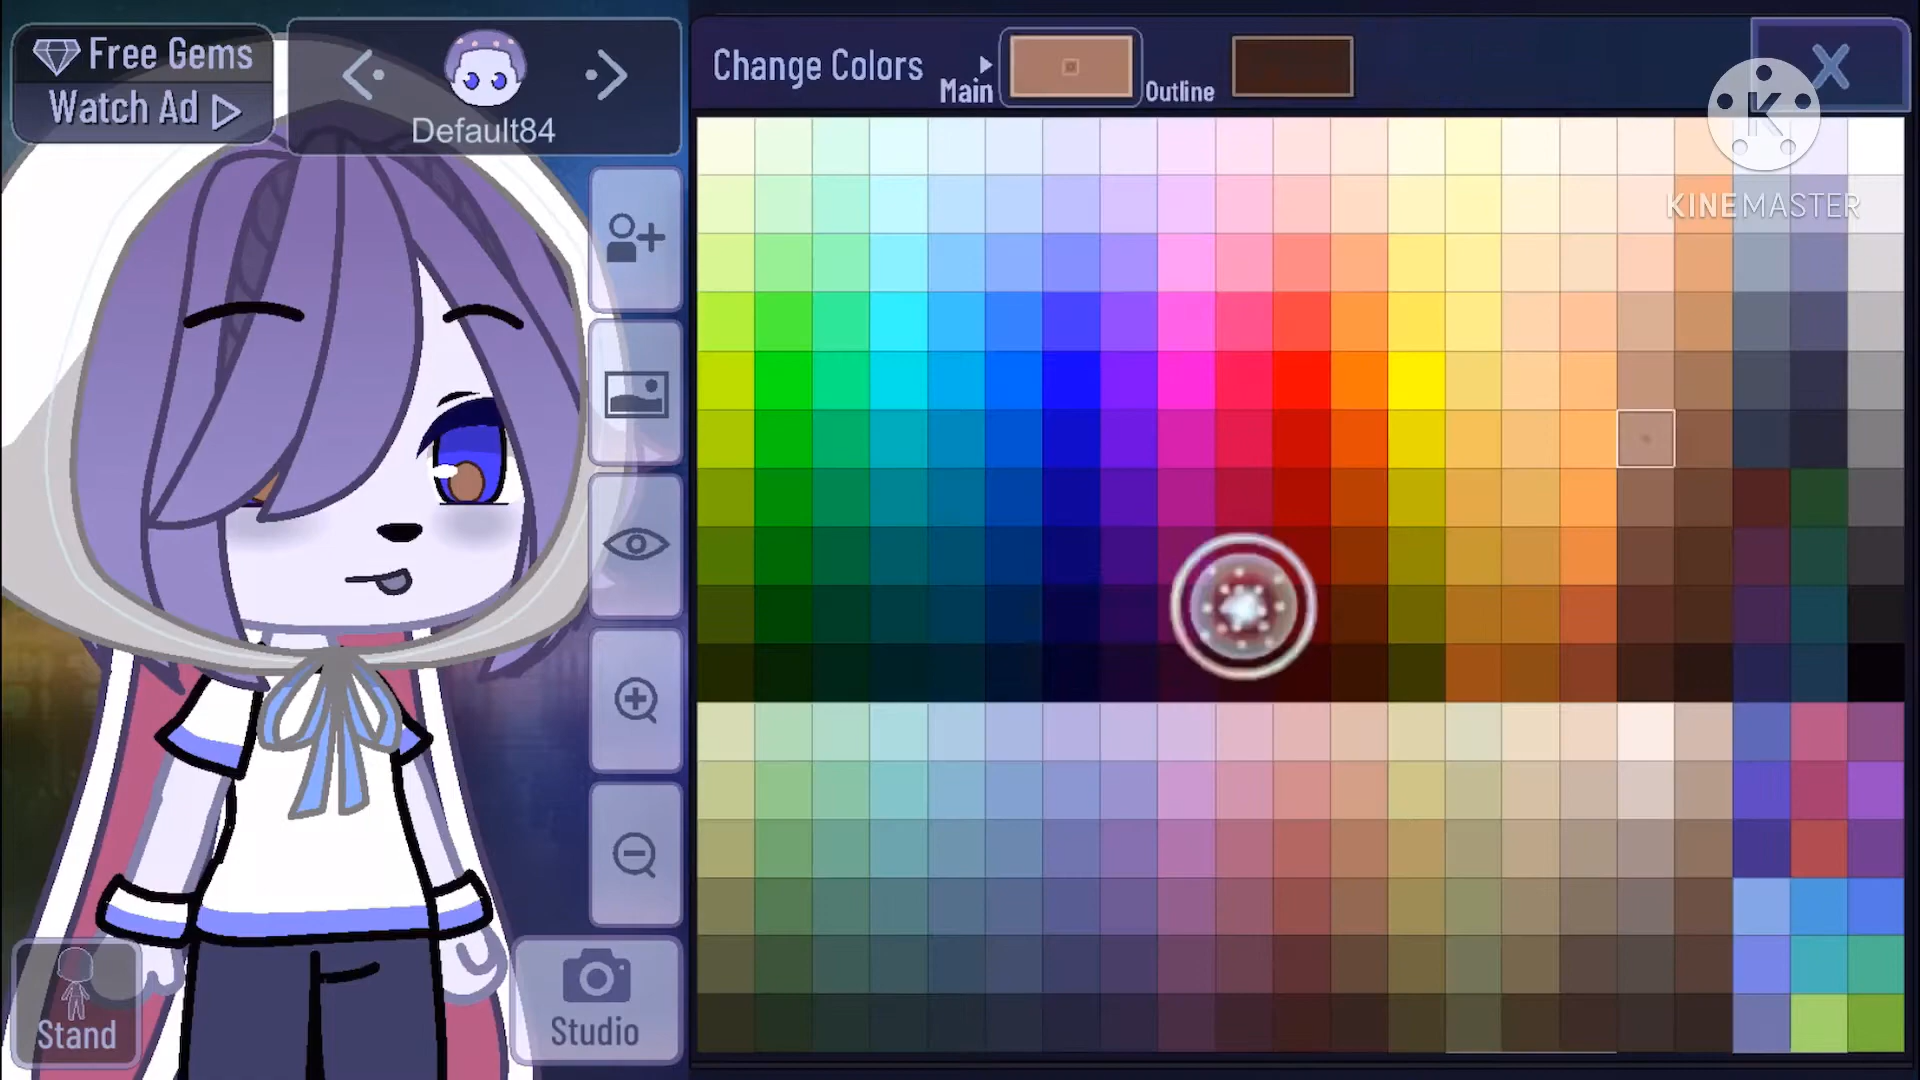 Free Gems
Watch Ad
Default84
Change Colors
Main
Outline
K
KINEMASTER
Stand
Studio